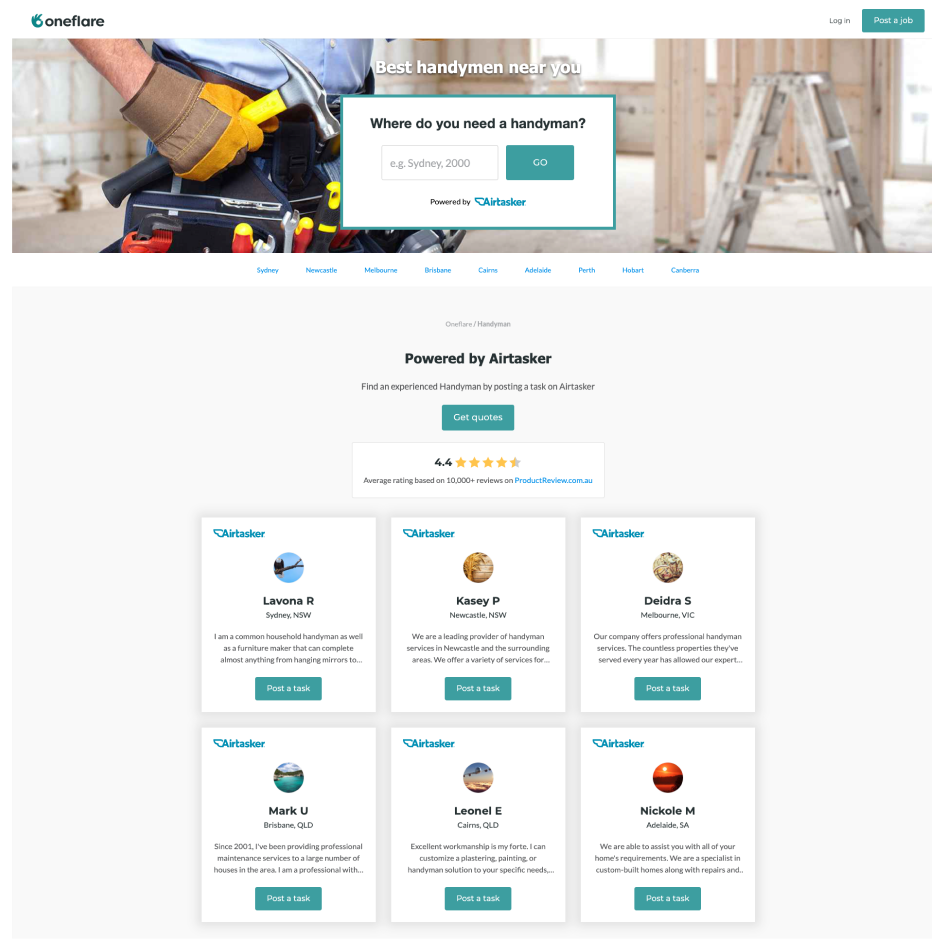 oneflare
Log in
Post a job
Best handymen near you
Where do you need a handyman?
e.g. Sydney, 2000
GO
Powered by Airtasker
Sydney Newcastle Melbourne Brisbane Cairns Adelaide Perth Hobart Canberra
Oneflare / Handyman
Powered by Airtasker
Find an experienced Handyman by posting a task on Airtasker
Get quotes
4.4
Average rating based on 10,000+ reviews on ProductReview.com.au
Airtasker
Lavona R
Sydney, NSW
I am a common household handyman as well
as a furniture maker that can complete
almost anything from hanging mirrors to...
Post a task
Airtasker
Kasey P
Newcastle, NSW
We are a leading provider of handyman
services in Newcastle and the surrounding
areas. We offer a variety of services for...
Post a task
Airtasker
Deidra S
Melbourne, VIC
Our company offers professional handyman
services. The countless properties they've
served every year has allowed our expert...
Post a task
Airtasker
Mark U
Brisbane, QLD
Since 2001, I've been providing professional
maintenance services to a large number of
houses in the area. I am a professional with...
Post a task
Airtasker
Leonel E
Cairns, QLD
Excellent workmanship is my forte. I can
customize a plastering, painting, or
handyman solution to your specific needs,...
Post a task
Airtasker
Nickole M
Adelaide, SA
We are able to assist you with all of your
home's requirements. We are a specialist in
custom-built homes along with repairs and..
Post a task